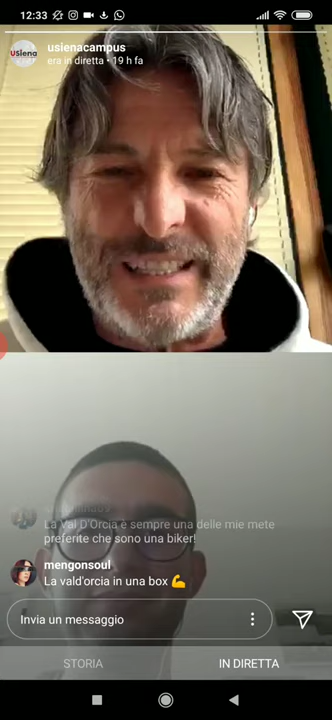 12:33
USiena
usienacampus
era in diretta • 19 h fa
La Val D'Orcia è sempre una delle mie mete
preferite che sono una biker!
mengonsoul
La vald'orcia in una box 💪
Invia un messaggio
STORIA
IN DIRETTA